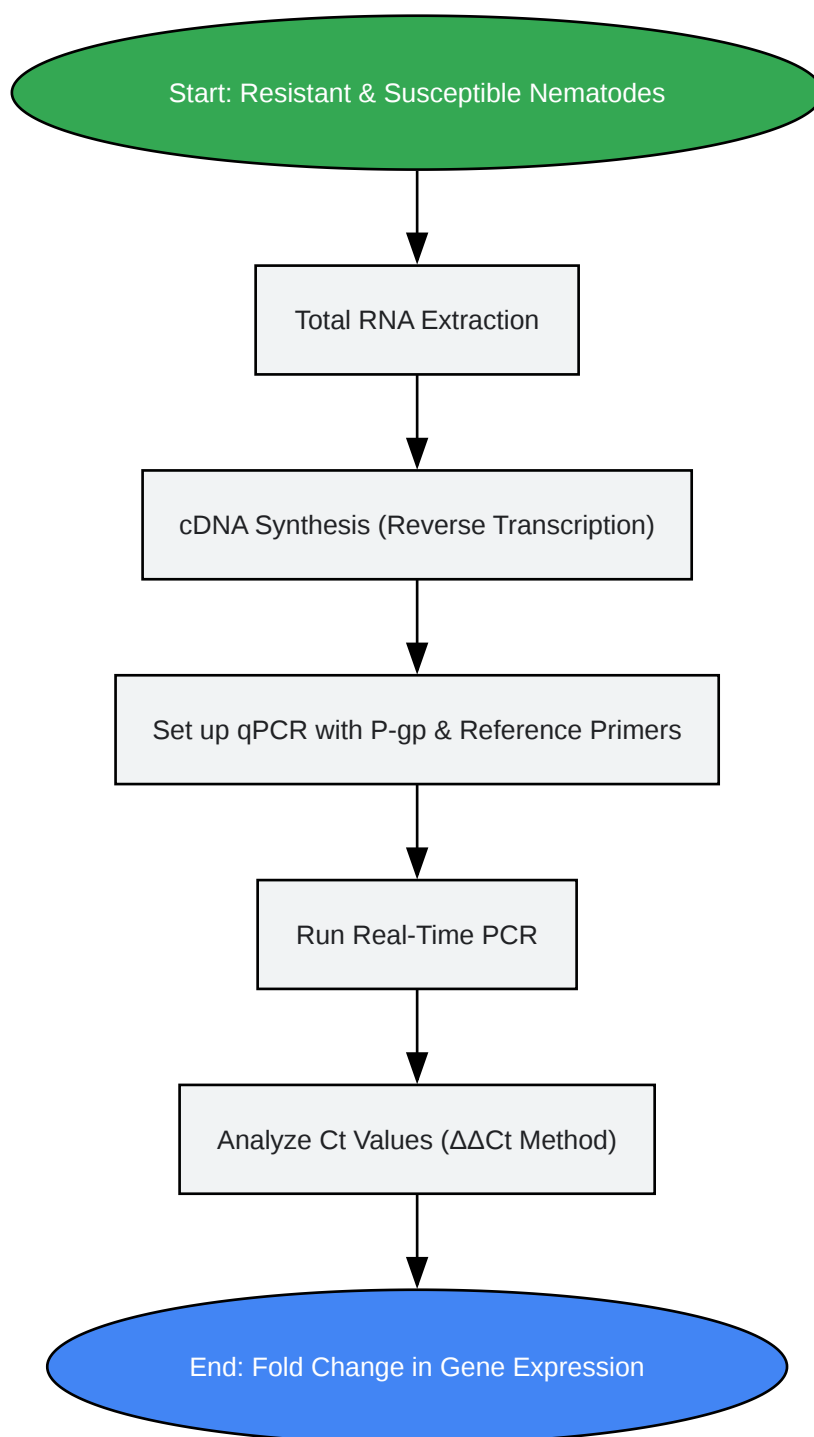 Start: Resistant & Susceptible Nematodes
Total RNA Extraction
cDNA Synthesis (Reverse Transcription)
Set up qPCR with P-gp & Reference Primers
Run Real-Time PCR
Analyze Ct Values (ΔΔCt Method)
End: Fold Change in Gene Expression